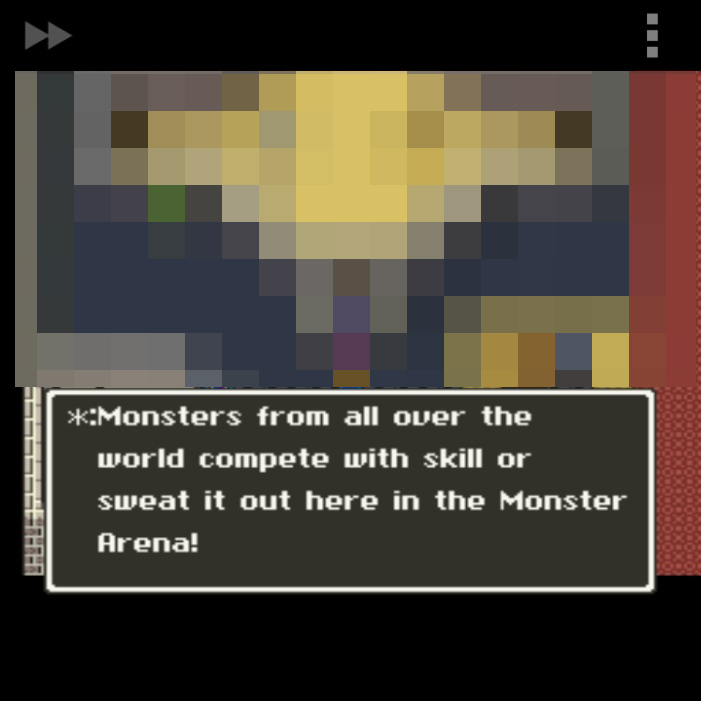 *:Monsters from all over the
world compete with skill or
sweat it out here in the Monster
Arena!